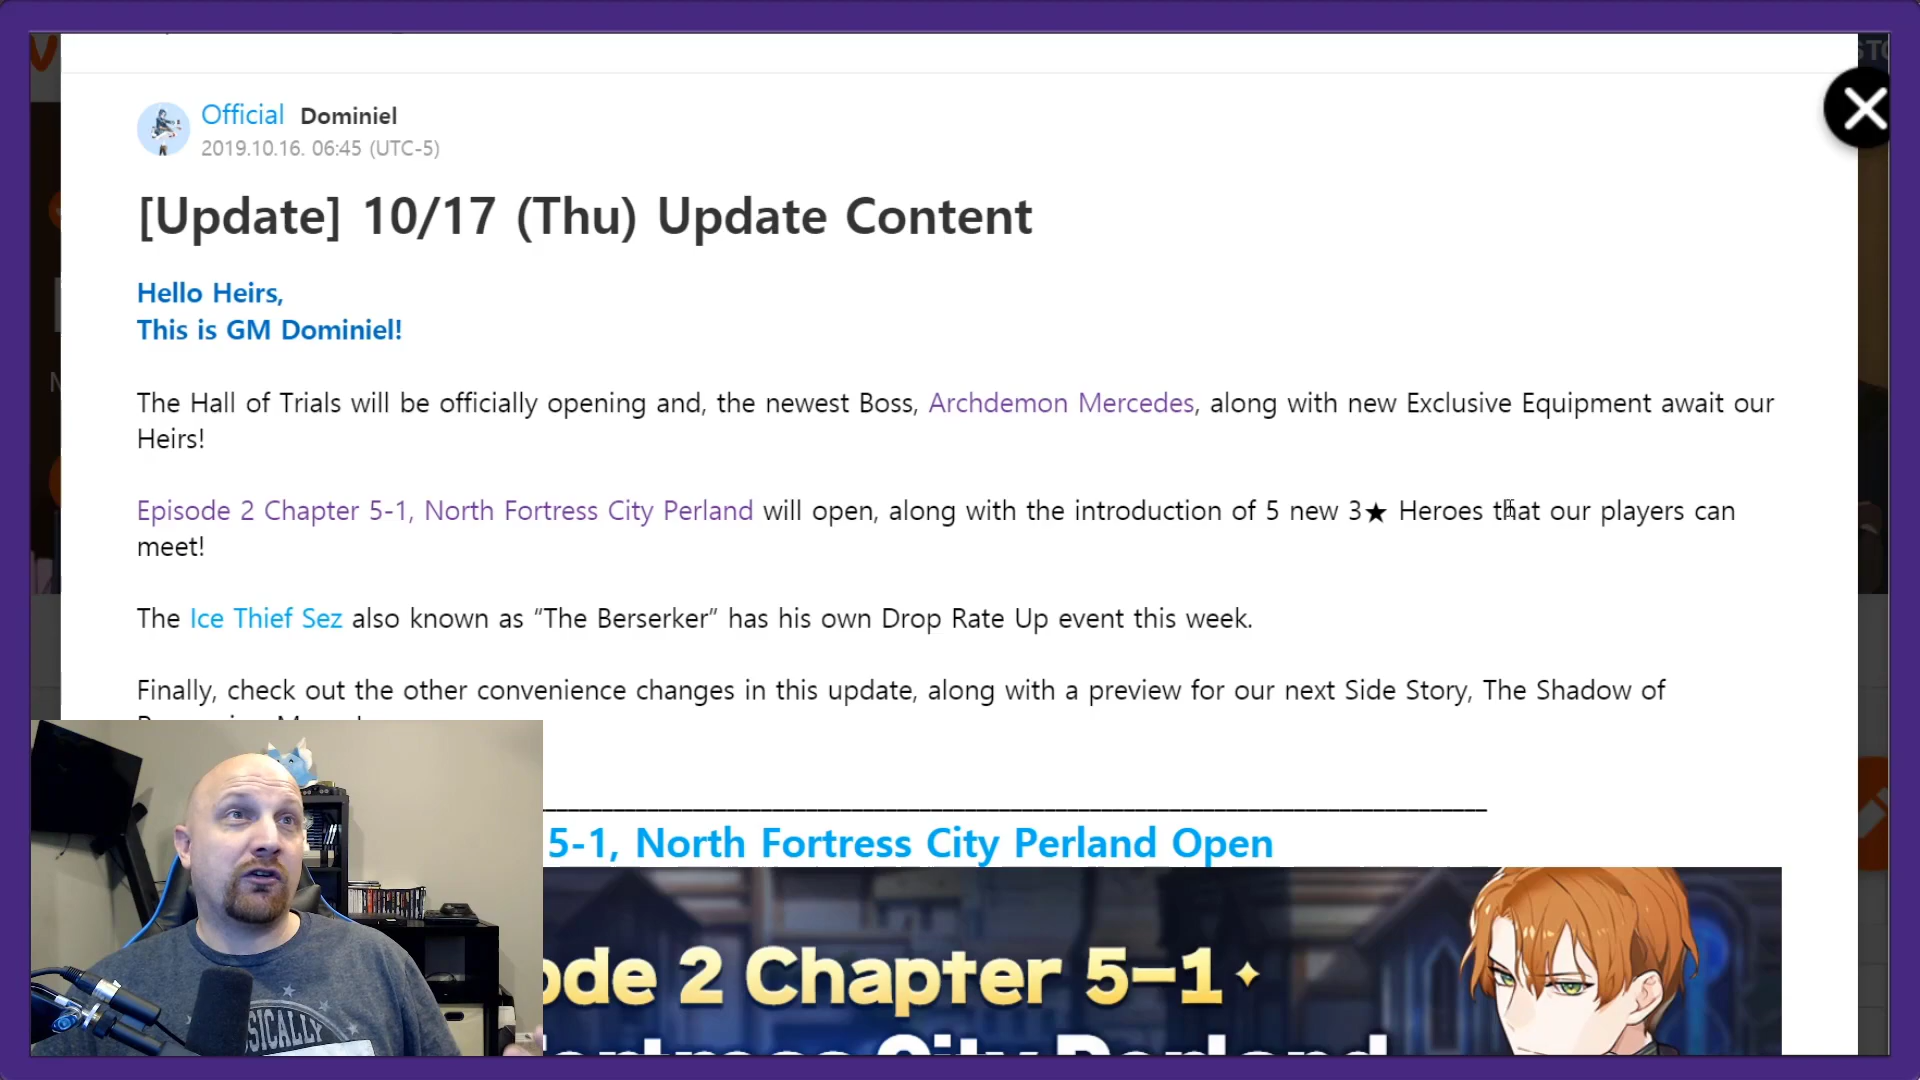 Official Dominiel
2019.10.16. 06:45 (UTC-5)
[Update] 10/17 (Thu) Update Content
Hello Heirs,
This is GM Dominiel!
The Hall of Trials will be officially opening and, the newest Boss, Archdemon Mercedes, along with new Exclusive Equipment await our
Heirs!
Episode 2 Chapter 5-1, North Fortress City Perland will open, along with the introduction of 5 new 3★ Heroes that our players can
meet!
The Ice Thief Sez also known as “The Berserker” has his own Drop Rate Up event this week.
Finally, check out the other convenience changes in this update, along with a preview for our next Side Story, The Shadow of
5-1, North Fortress City Perland Open
ode 2 Chapter 5-1
City Perland
SICALLY